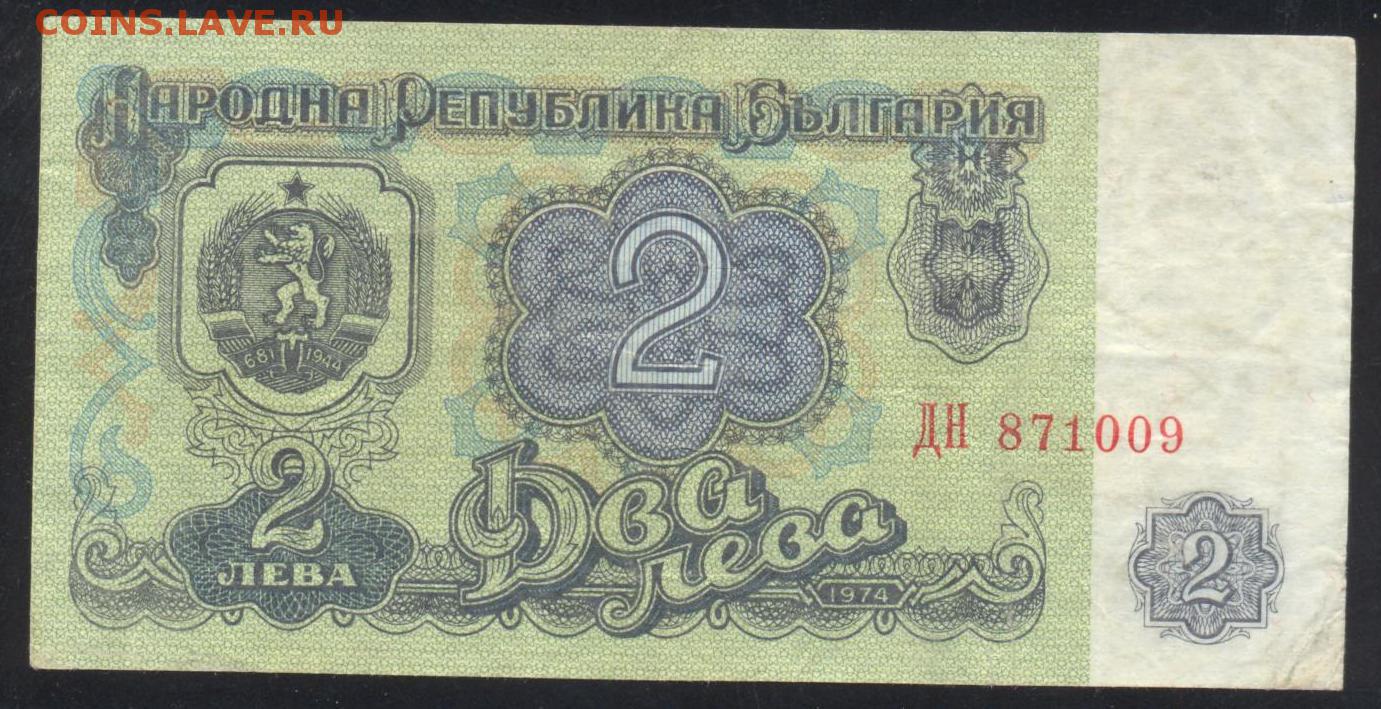 COINS.LAVE.RU
НАРОДНА РЕПУБЛИКА БЪЛГАРИЯ
681 1944
2
ДН 871009
2
ЛЕВА
Два
лева
1974
2